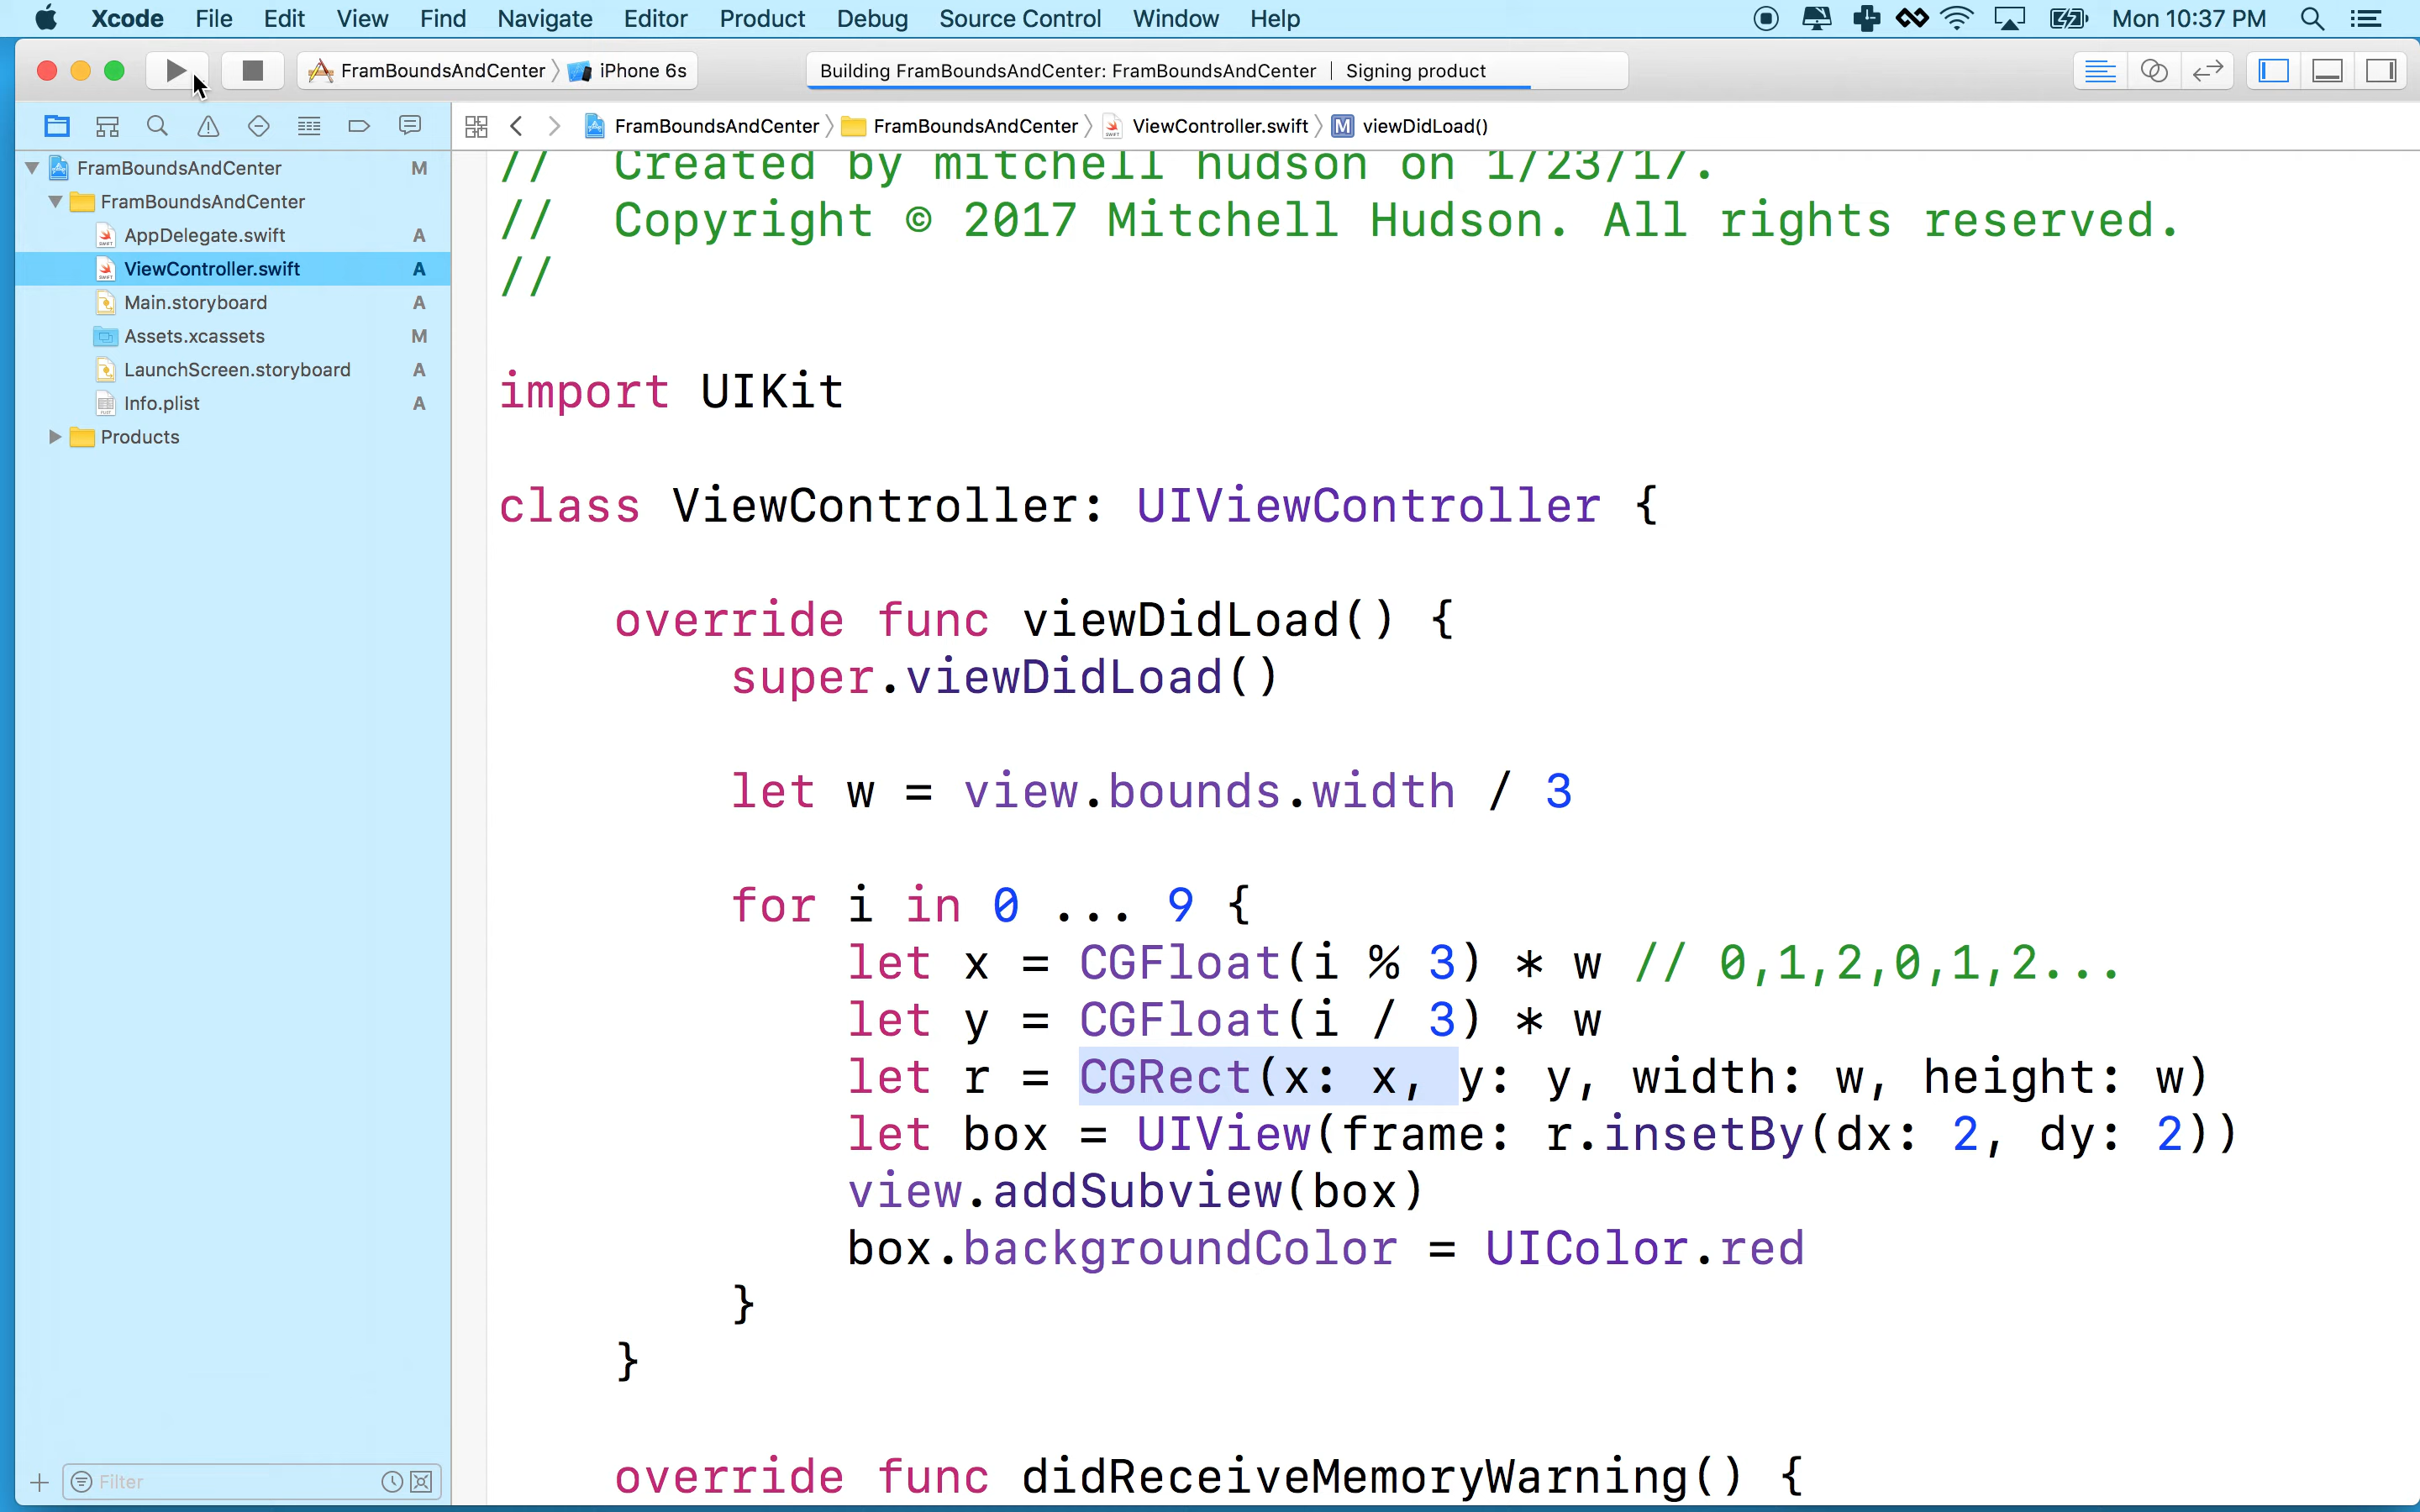 Xcode File Edit View Find Navigate Editor Product Debug Source Control Window Help Mon 10:37 PM
FramBoundsAndCenter iPhone 6s Building FramBoundsAndCenter: FramBoundsAndCenter | Signing product
FramBoundsAndCenter FramBoundsAndCenter ViewController.swift M viewDidLoad()
FramBoundsAndCenter M
FramBoundsAndCenter
AppDelegate.swift A
ViewController.swift A
Main.storyboard A
Assets.xcassets M
LaunchScreen.storyboard A
Info.plist A
Products
Filter
// Created by mitchell hudson on 1/23/17.
// Copyright © 2017 Mitchell Hudson. All rights reserved.
//
import UIKit
class ViewController: UIViewController {
override func viewDidLoad() {
super.viewDidLoad()
let w = view.bounds.width / 3
for i in 0 ... 9 {
let x = CGFloat(i % 3) * w // 0,1,2,0,1,2...
let y = CGFloat(i / 3) * w
let r = CGRect(x: x, y: y, width: w, height: w)
let box = UIView(frame: r.insetBy(dx: 2, dy: 2))
view.addSubview(box)
box.backgroundColor = UIColor.red
}
}
override func didReceiveMemoryWarning() {